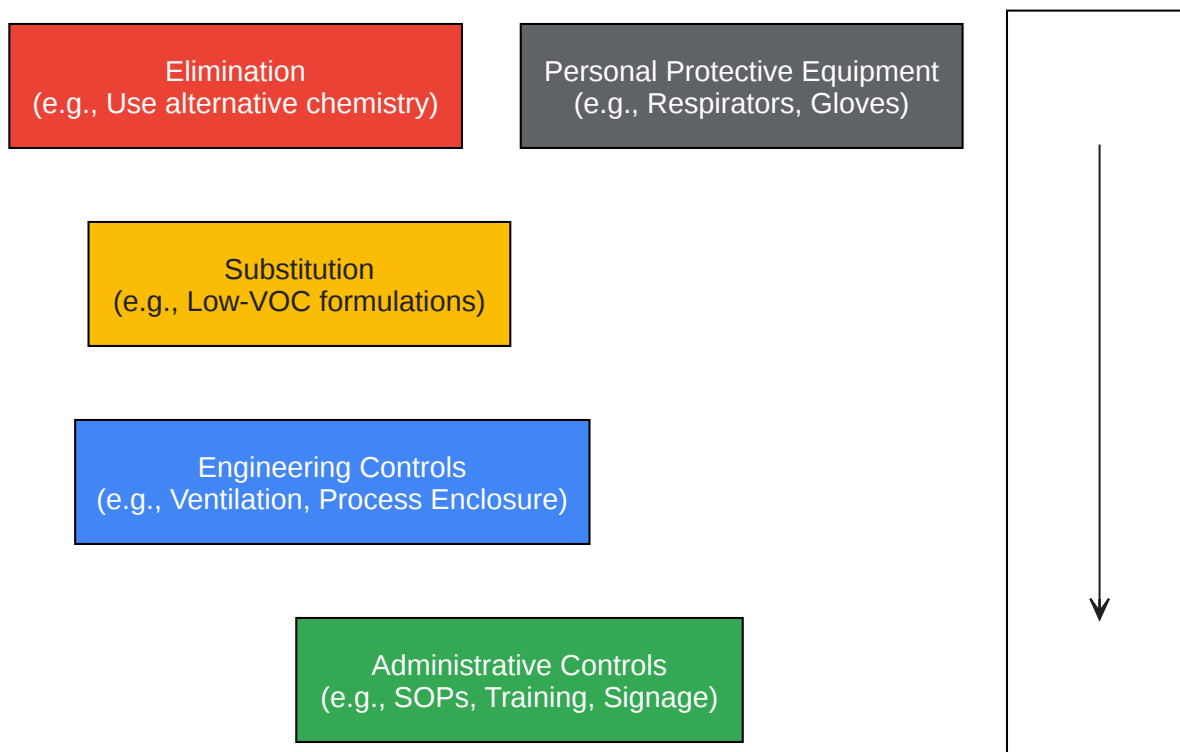 Elimination
(e.g., Use alternative chemistry)
Personal Protective Equipment
(e.g., Respirators, Gloves)
Substitution
(e.g., Low-VOC formulations)
Engineering Controls
(e.g., Ventilation, Process Enclosure)
Administrative Controls
(e.g., SOPs, Training, Signage)